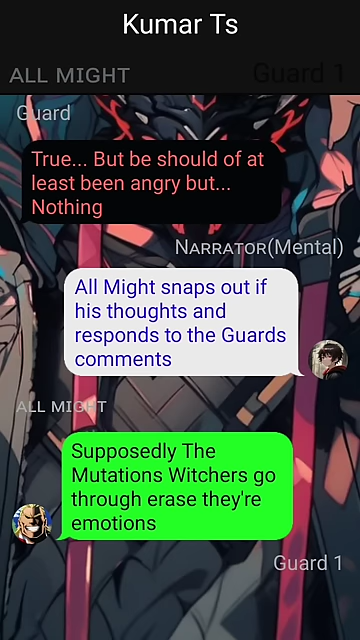 Kumar Ts
ALL MIGHT
Guard 1
Guard
True... But be should of at
least been angry but...
Nothing
NARRATOR(Mental)
All Might snaps out if
his thoughts and
responds to the Guards
comments
ALL MIGHT
Supposedly The
Mutations Witchers go
through erase they're
emotions
Guard 1